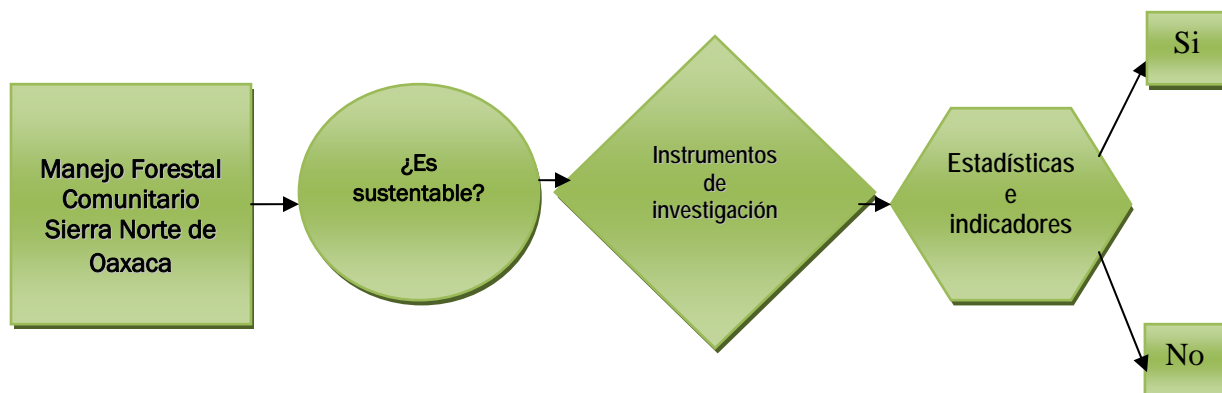 Manejo Forestal
Comunitario
Sierra Norte de
Oaxaca
¿Es
sustentable?
Instrumentos
de
investigación
Estadísticas
e
indicadores
Si
No